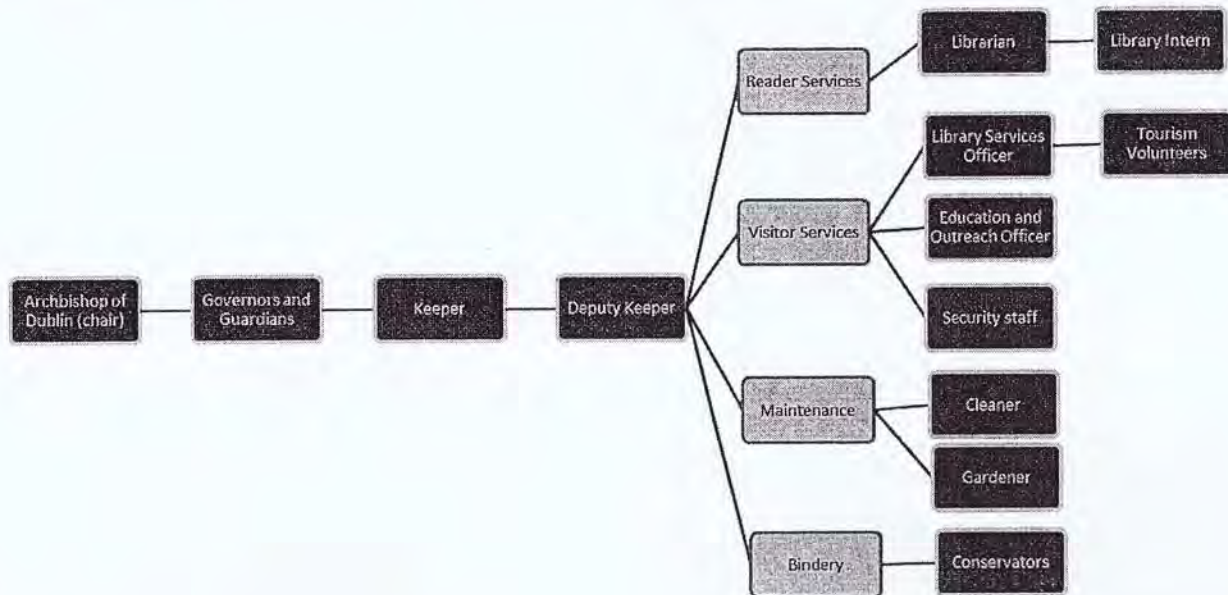 Archbishop of
Dublin (chair)
Governors and
Guardians
Keeper
Deputy Keeper
Reader Services
Librarian
Library Intern
Visitor Services
Library Services
Officer
Tourism
Volunteers
Education and
Outreach Officer
Security staff
Maintenance
Cleaner
Gardener
Bindery
Conservators